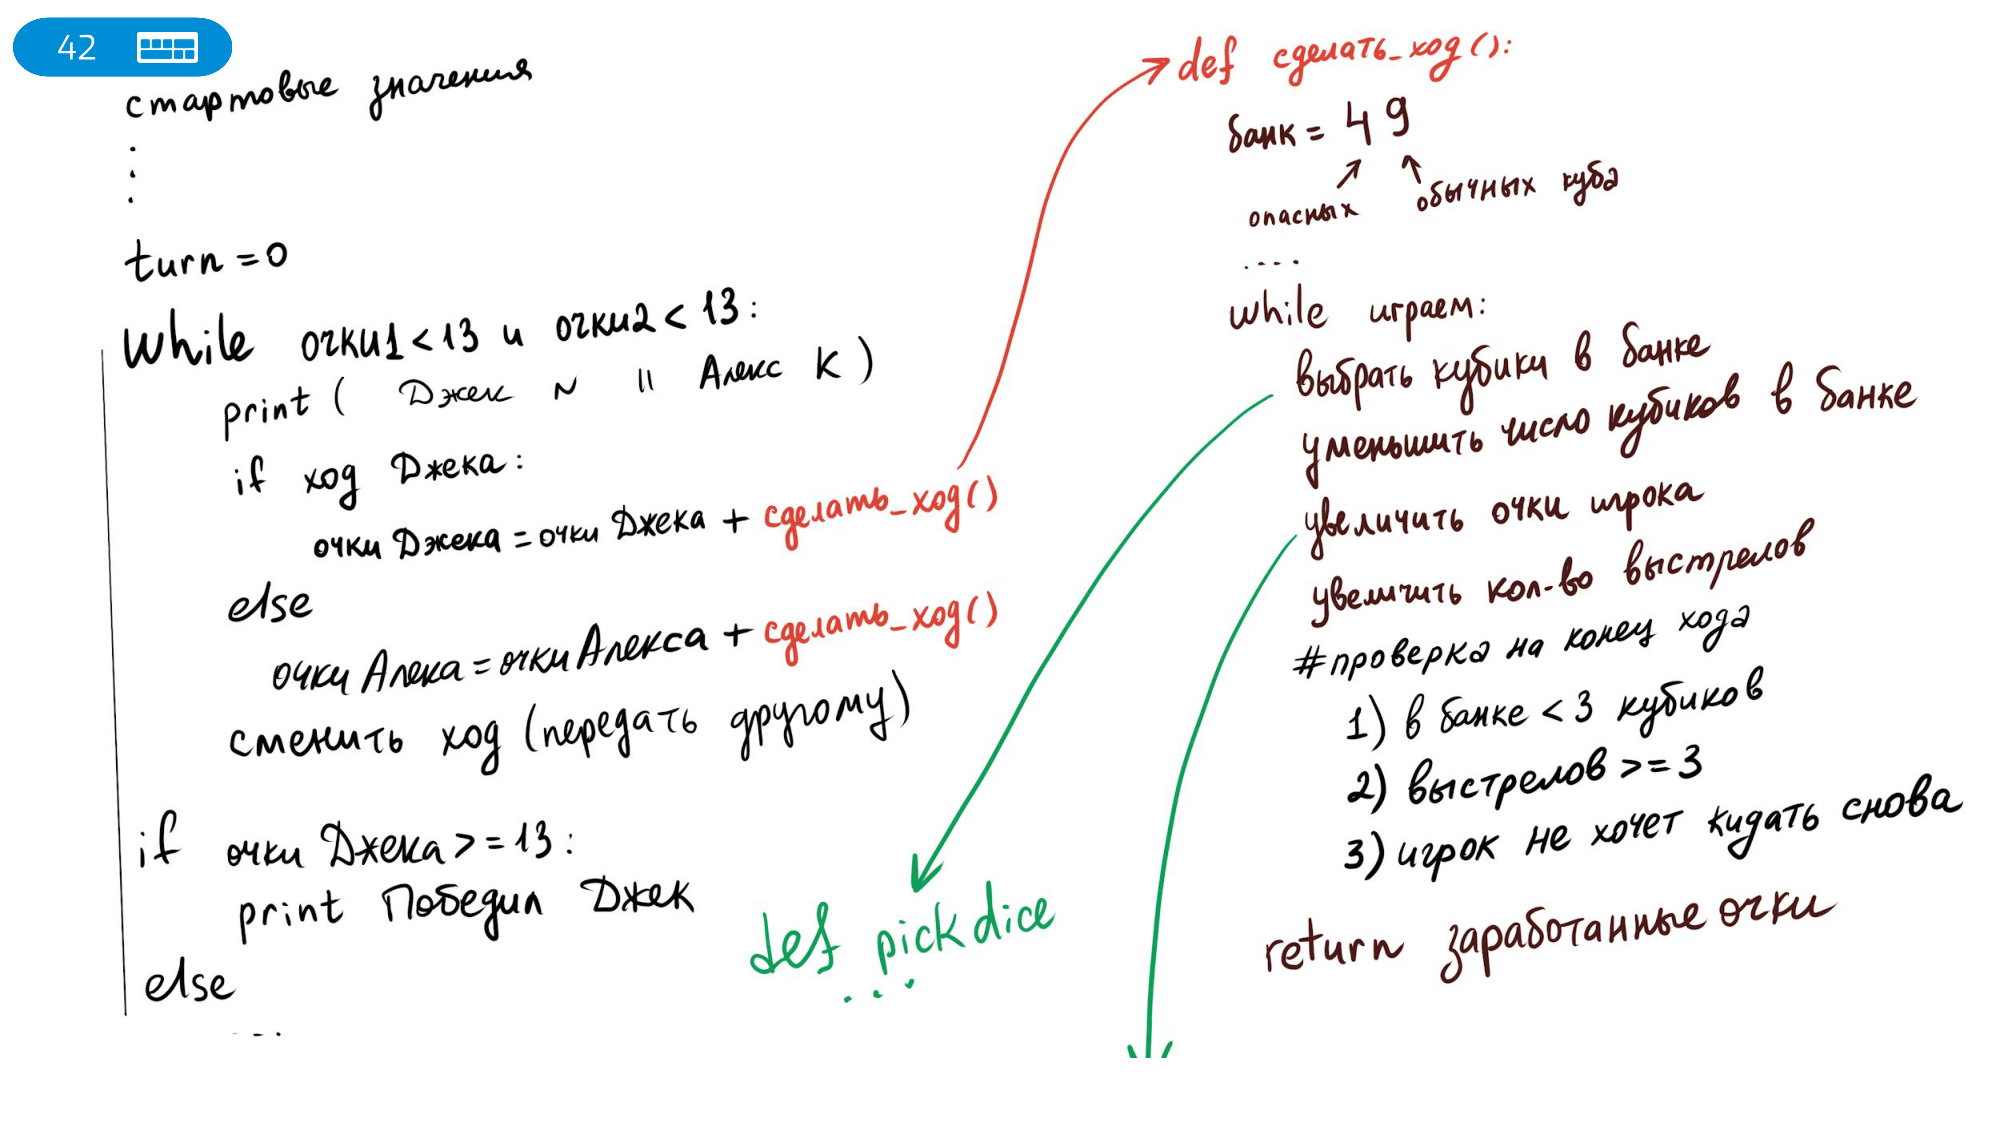 42
стартовые значения
.
.
.
turn = 0
while очки1 < 13 и очки2 < 13:
print ( Джек N || Алекс K )
if ход Джека:
очки Джека = очки Джека + сделать_ход()
else
очки Алека = очки Алекса + сделать_ход()
сменить ход (передать другому)
if очки Джека >= 13:
print Победил Джек
else
...
def сделать_ход():
банк = 4 9
опасных обычных куба
....
while играем:
выбрать кубики в банке
уменьшить число кубиков в банке
увеличить очки игрока
увеличить кол-во выстрелов
#проверка на конец хода
1) в банке < 3 кубиков
2) выстрелов >= 3
3) игрок не хочет кидать снова
return заработанные очки
def pick dice
...